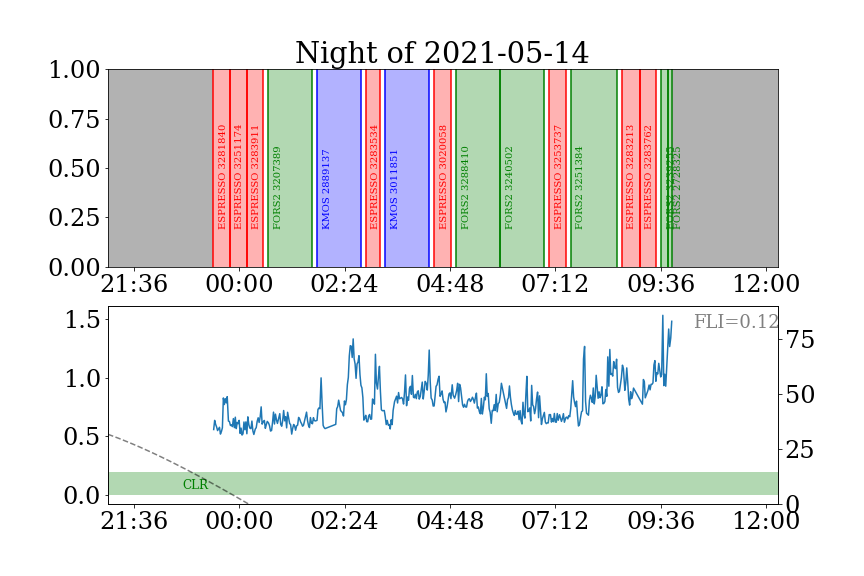 Night of 2021-05-14
1.00
0.75
0.50
0.25
0.00
ESPRESSO 3281840
ESPRESSO 3251174
ESPRESSO 3283911
FORS2 3207389
KMOS 2889137
ESPRESSO 3283534
KMOS 3011851
ESPRESSO 3020058
FORS2 3288410
FORS2 3240502
ESPRESSO 3253737
FORS2 3251384
ESPRESSO 3283213
ESPRESSO 3283762
FORS2 2728325
21:36 00:00 02:24 04:48 07:12 09:36 12:00
1.5
1.0
0.5
0.0
FLI=0.12
CLR
75
50
25
0
21:36 00:00 02:24 04:48 07:12 09:36 12:00